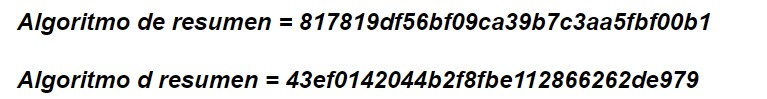 Algoritmo de resumen = 817819df56bf09ca39b7c3aa5fbf00b1
Algoritmo d resumen = 43ef0142044b2f8fbe112866262de979